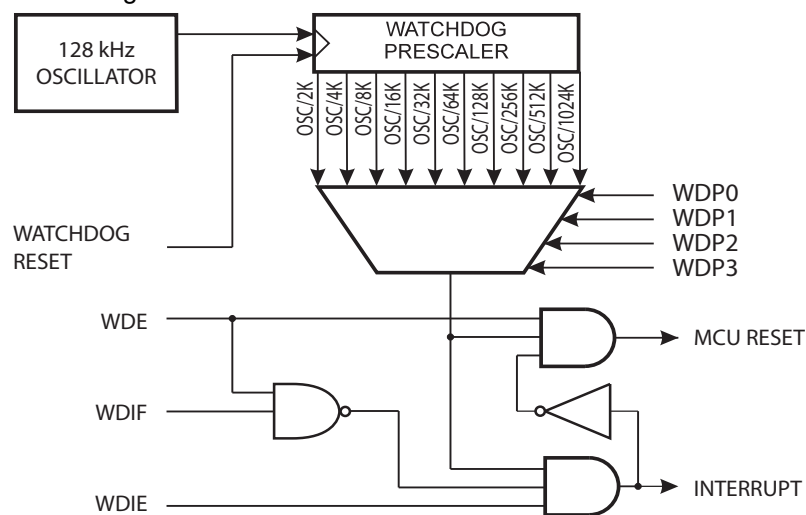 128 kHz
OSCILLATOR
WATCHDOG
PRESCALER
OSC/2K
OSC/4K
OSC/8K
OSC/16K
OSC/32K
OSC/64K
OSC/128K
OSC/256K
OSC/512K
OSC/1024K
WDP0
WDP1
WDP2
WDP3
WATCHDOG
RESET
WDE
MCU RESET
WDIF
INTERRUPT
WDIE